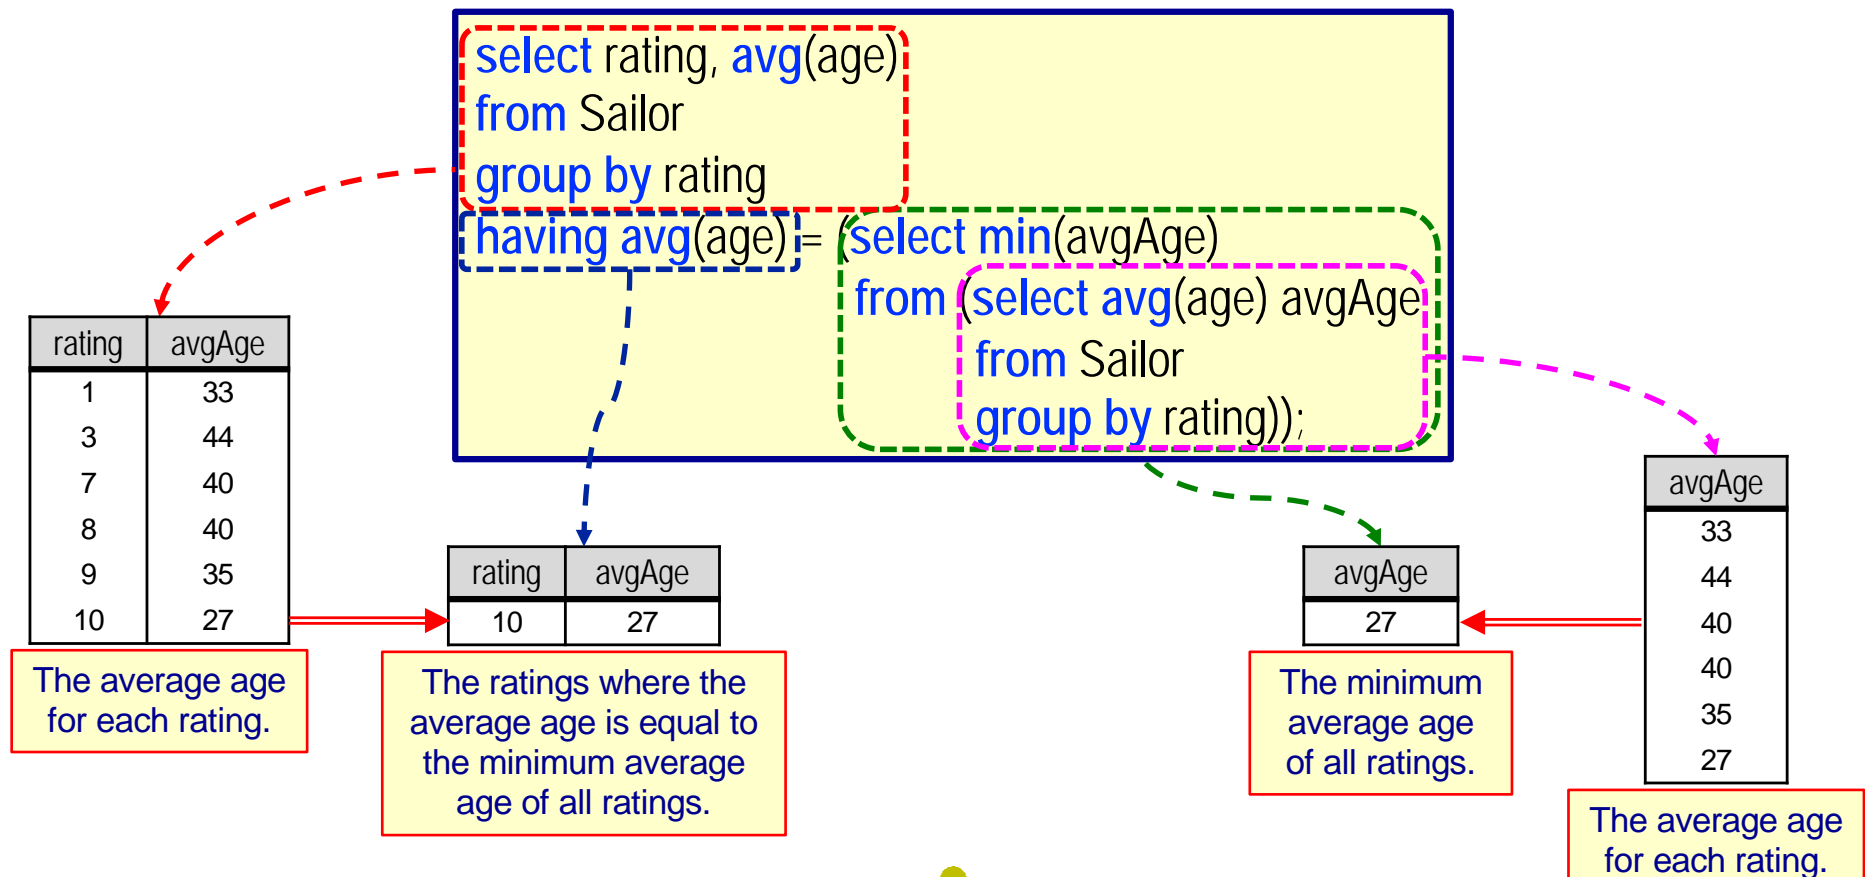 select rating, avg(age)
from Sailor
group by rating
having avg(age) = (select min(avgAge)
from (select avg(age) avgAge
from Sailor
group by rating));
rating avgAge
1 33
3 44
7 40
8 40
9 35
10 27
The average age
for each rating.
rating avgAge
10 27
The ratings where the
average age is equal to
the minimum average
age of all ratings.
avgAge
27
The minimum
average age
of all ratings.
avgAge
33
44
40
40
35
27
The average age
for each rating.